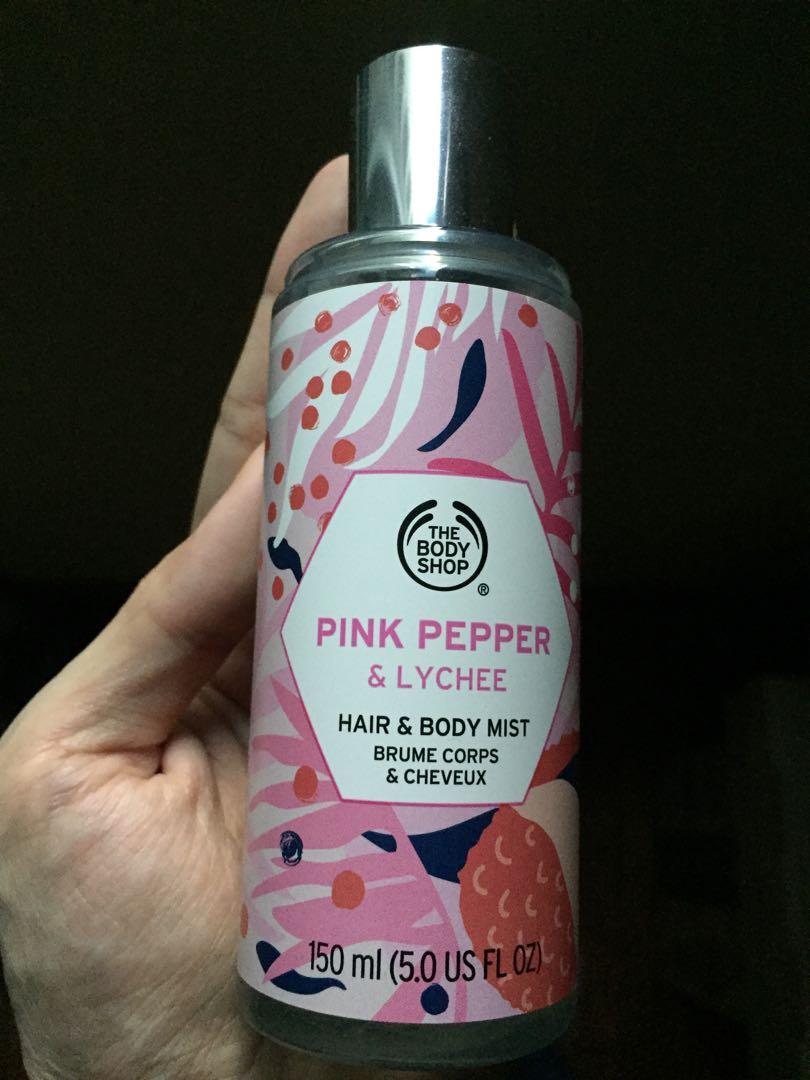 THE
BODY
SHOP
®
PINK PEPPER
& LYCHEE
HAIR & BODY MIST
BRUME CORPS
& CHEVEUX
150 ml (5.0 US FL OZ)